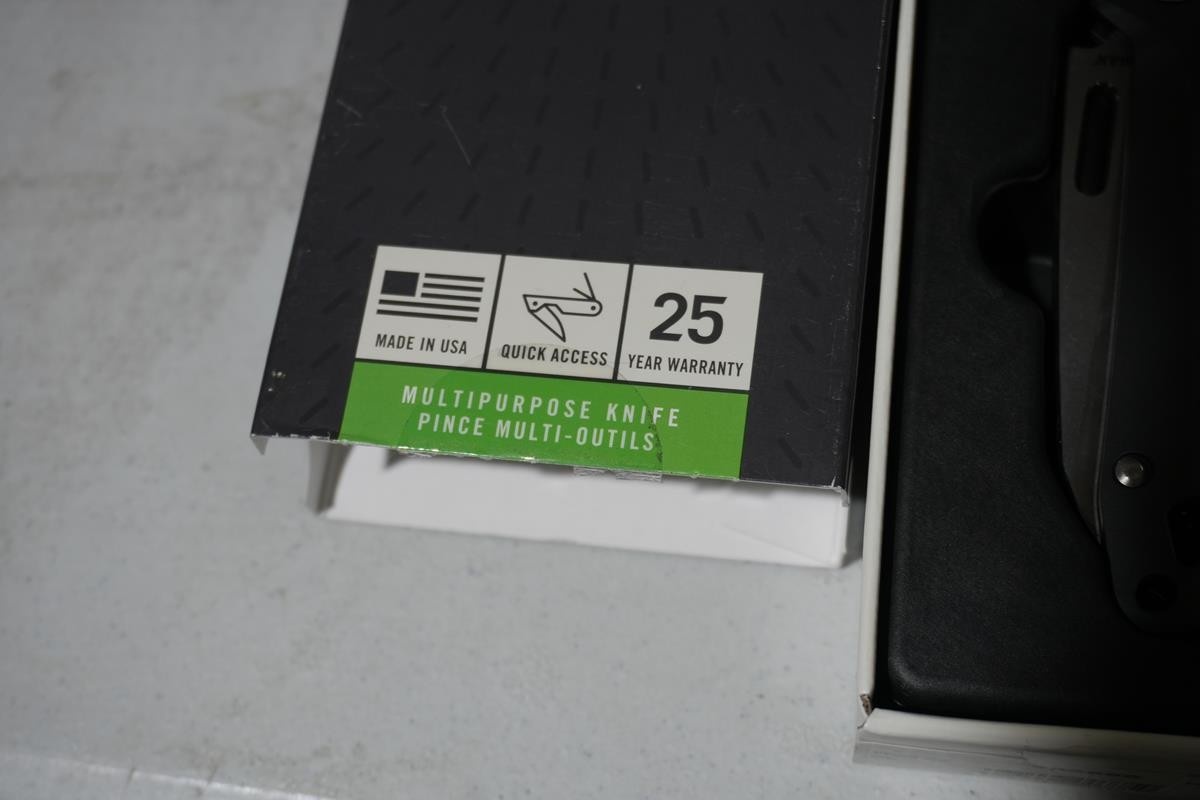 MADE IN USA
QUICK ACCESS
25
YEAR WARRANTY
MULTIPURPOSE KNIFE
PINCE MULTI-OUTILS